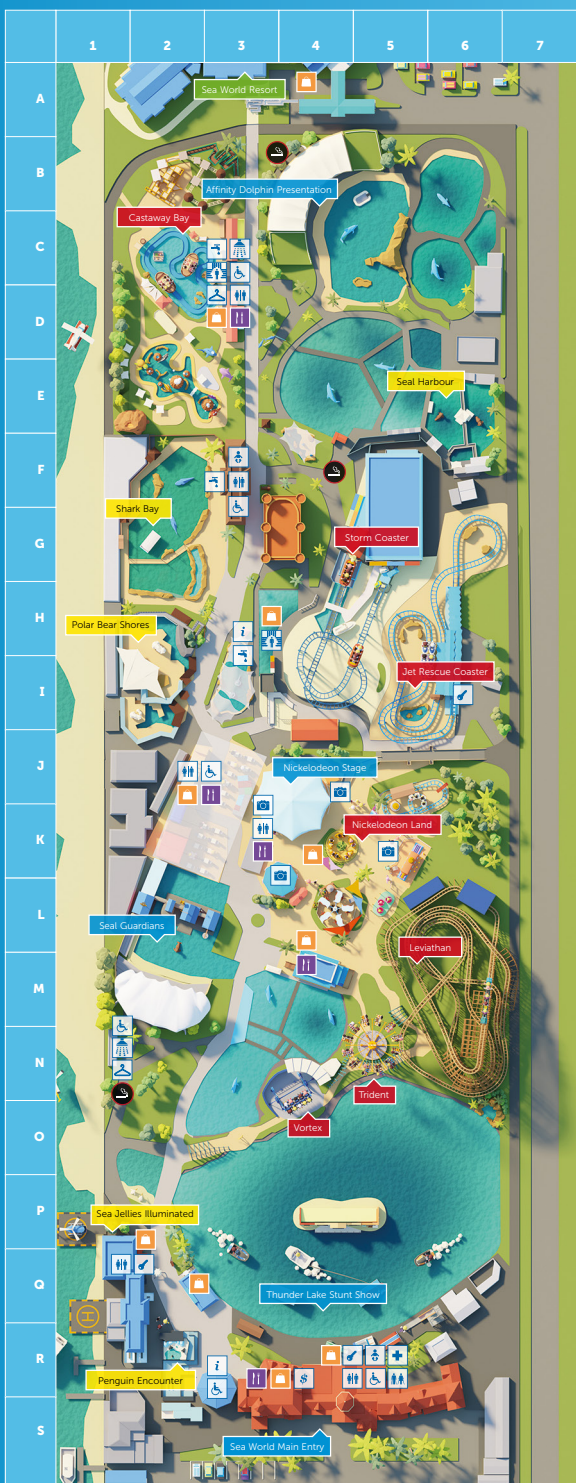 1 2 3 4 5 6 7
A
Sea World Resort
B
Affinity Dolphin Presentation
Castaway Bay
C
D
E
Seal Harbour
F
Shark Bay
G
Storm Coaster
H
i
Polar Bear Shores
I
Jet Rescue Coaster
J
Nickelodeon Stage
K
Nickelodeon Land
L
Seal Guardians
Leviathan
M
N
Trident
O
Vortex
P
Sea Jellies Illuminated
Q
H
Thunder Lake Stunt Show
R
i
Penguin Encounter
$
S
Sea World Main Entry